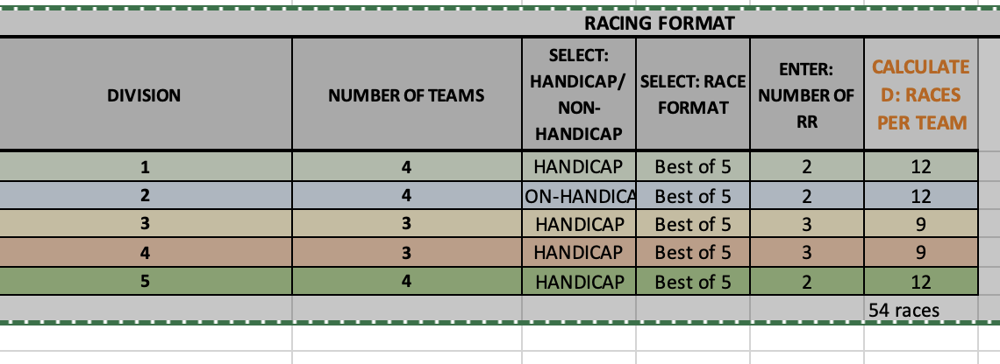 RACING FORMAT
DIVISION
NUMBER OF TEAMS
SELECT:
HANDICAP/
NON-
HANDICAP
SELECT: RACE
FORMAT
ENTER:
NUMBER OF
RR
CALCULATE
D: RACES
PER TEAM
1 4 HANDICAP Best of 5 2 12
2 4 ON-HANDICA Best of 5 2 12
3 3 HANDICAP Best of 5 3 9
4 3 HANDICAP Best of 5 3 9
5 4 HANDICAP Best of 5 2 12
54 races